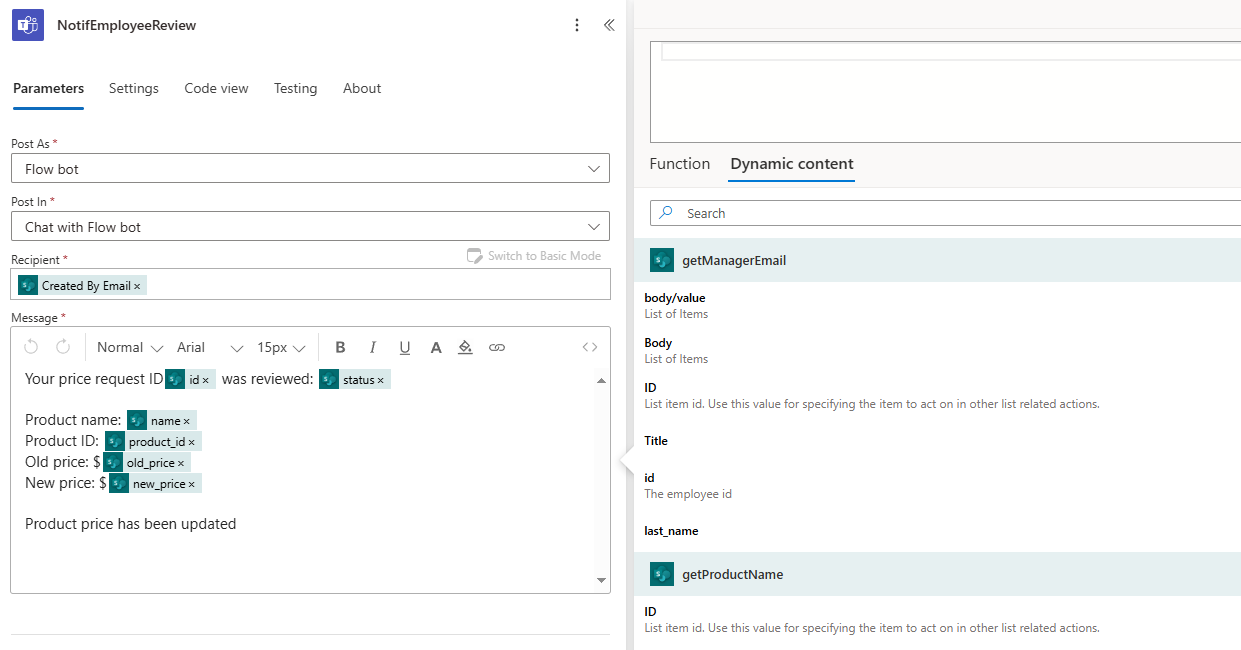 NotifEmployeeReview
Parameters Settings Code view Testing About
Post As *
Flow bot
Post In *
Chat with Flow bot
Recipient *
Switch to Basic Mode
Created By Email ×
Message *
Normal Arial 15px B I U A
Your price request ID id × was reviewed: status ×
Product name: name ×
Product ID: product_id ×
Old price: $ old_price ×
New price: $ new_price ×
Product price has been updated
Function Dynamic content
Search
getManagerEmail
body/value
List of Items
Body
List of Items
ID
List item id. Use this value for specifying the item to act on in other list related actions.
Title
id
The employee id
last_name
getProductName
ID
List item id. Use this value for specifying the item to act on in other list related actions.